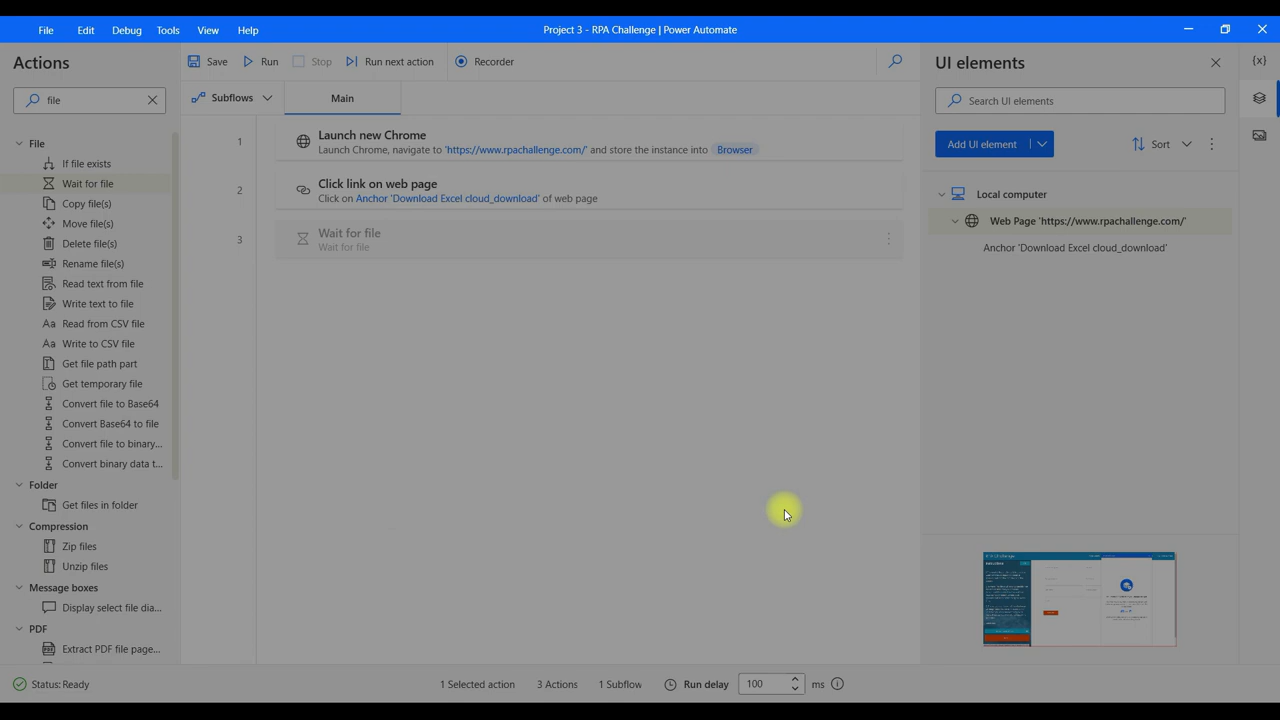 File Edit Debug Tools View Help
Project 3 - RPA Challenge | Power Automate
Actions
file
File
If file exists
Wait for file
Copy file(s)
Move file(s)
Delete file(s)
Rename file(s)
Read text from file
Write text to file
Read from CSV file
Write to CSV file
Get file path part
Get temporary file
Convert file to Base64
Convert Base64 to file
Convert file to binary...
Convert binary data t...
Folder
Get files in folder
Compression
Zip files
Unzip files
Message boxes
Display select file dia...
PDF
Extract PDF file page...
Save Run Stop Run next action Recorder
Subflows Main
1
Launch new Chrome
Launch Chrome, navigate to 'https://www.rpachallenge.com/' and store the instance into Browser
2
Click link on web page
Click on Anchor 'Download Excel cloud_download' of web page
3
Wait for file
Wait for file
UI elements
{x}
Search UI elements
Add UI element Sort
Local computer
Web Page 'https://www.rpachallenge.com/'
Anchor 'Download Excel cloud_download'
Status: Ready 1 Selected action 3 Actions 1 Subflow Run delay 100 ms